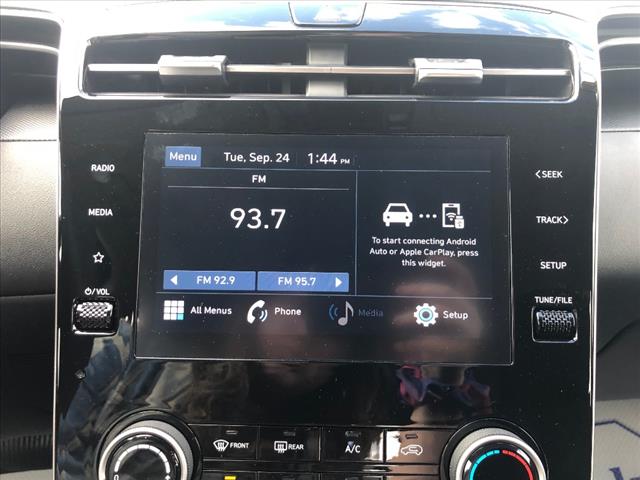 Menu Tue, Sep. 24 1:44 PM
RADIO
MEDIA
⏻/VOL
FM
93.7
FM 92.9 FM 95.7
To start connecting Android
Auto or Apple CarPlay, press
this widget.
All Menus Phone Media Setup
<SEEK
TRACK>
SETUP
TUNE/FILE
FRONT REAR A/C